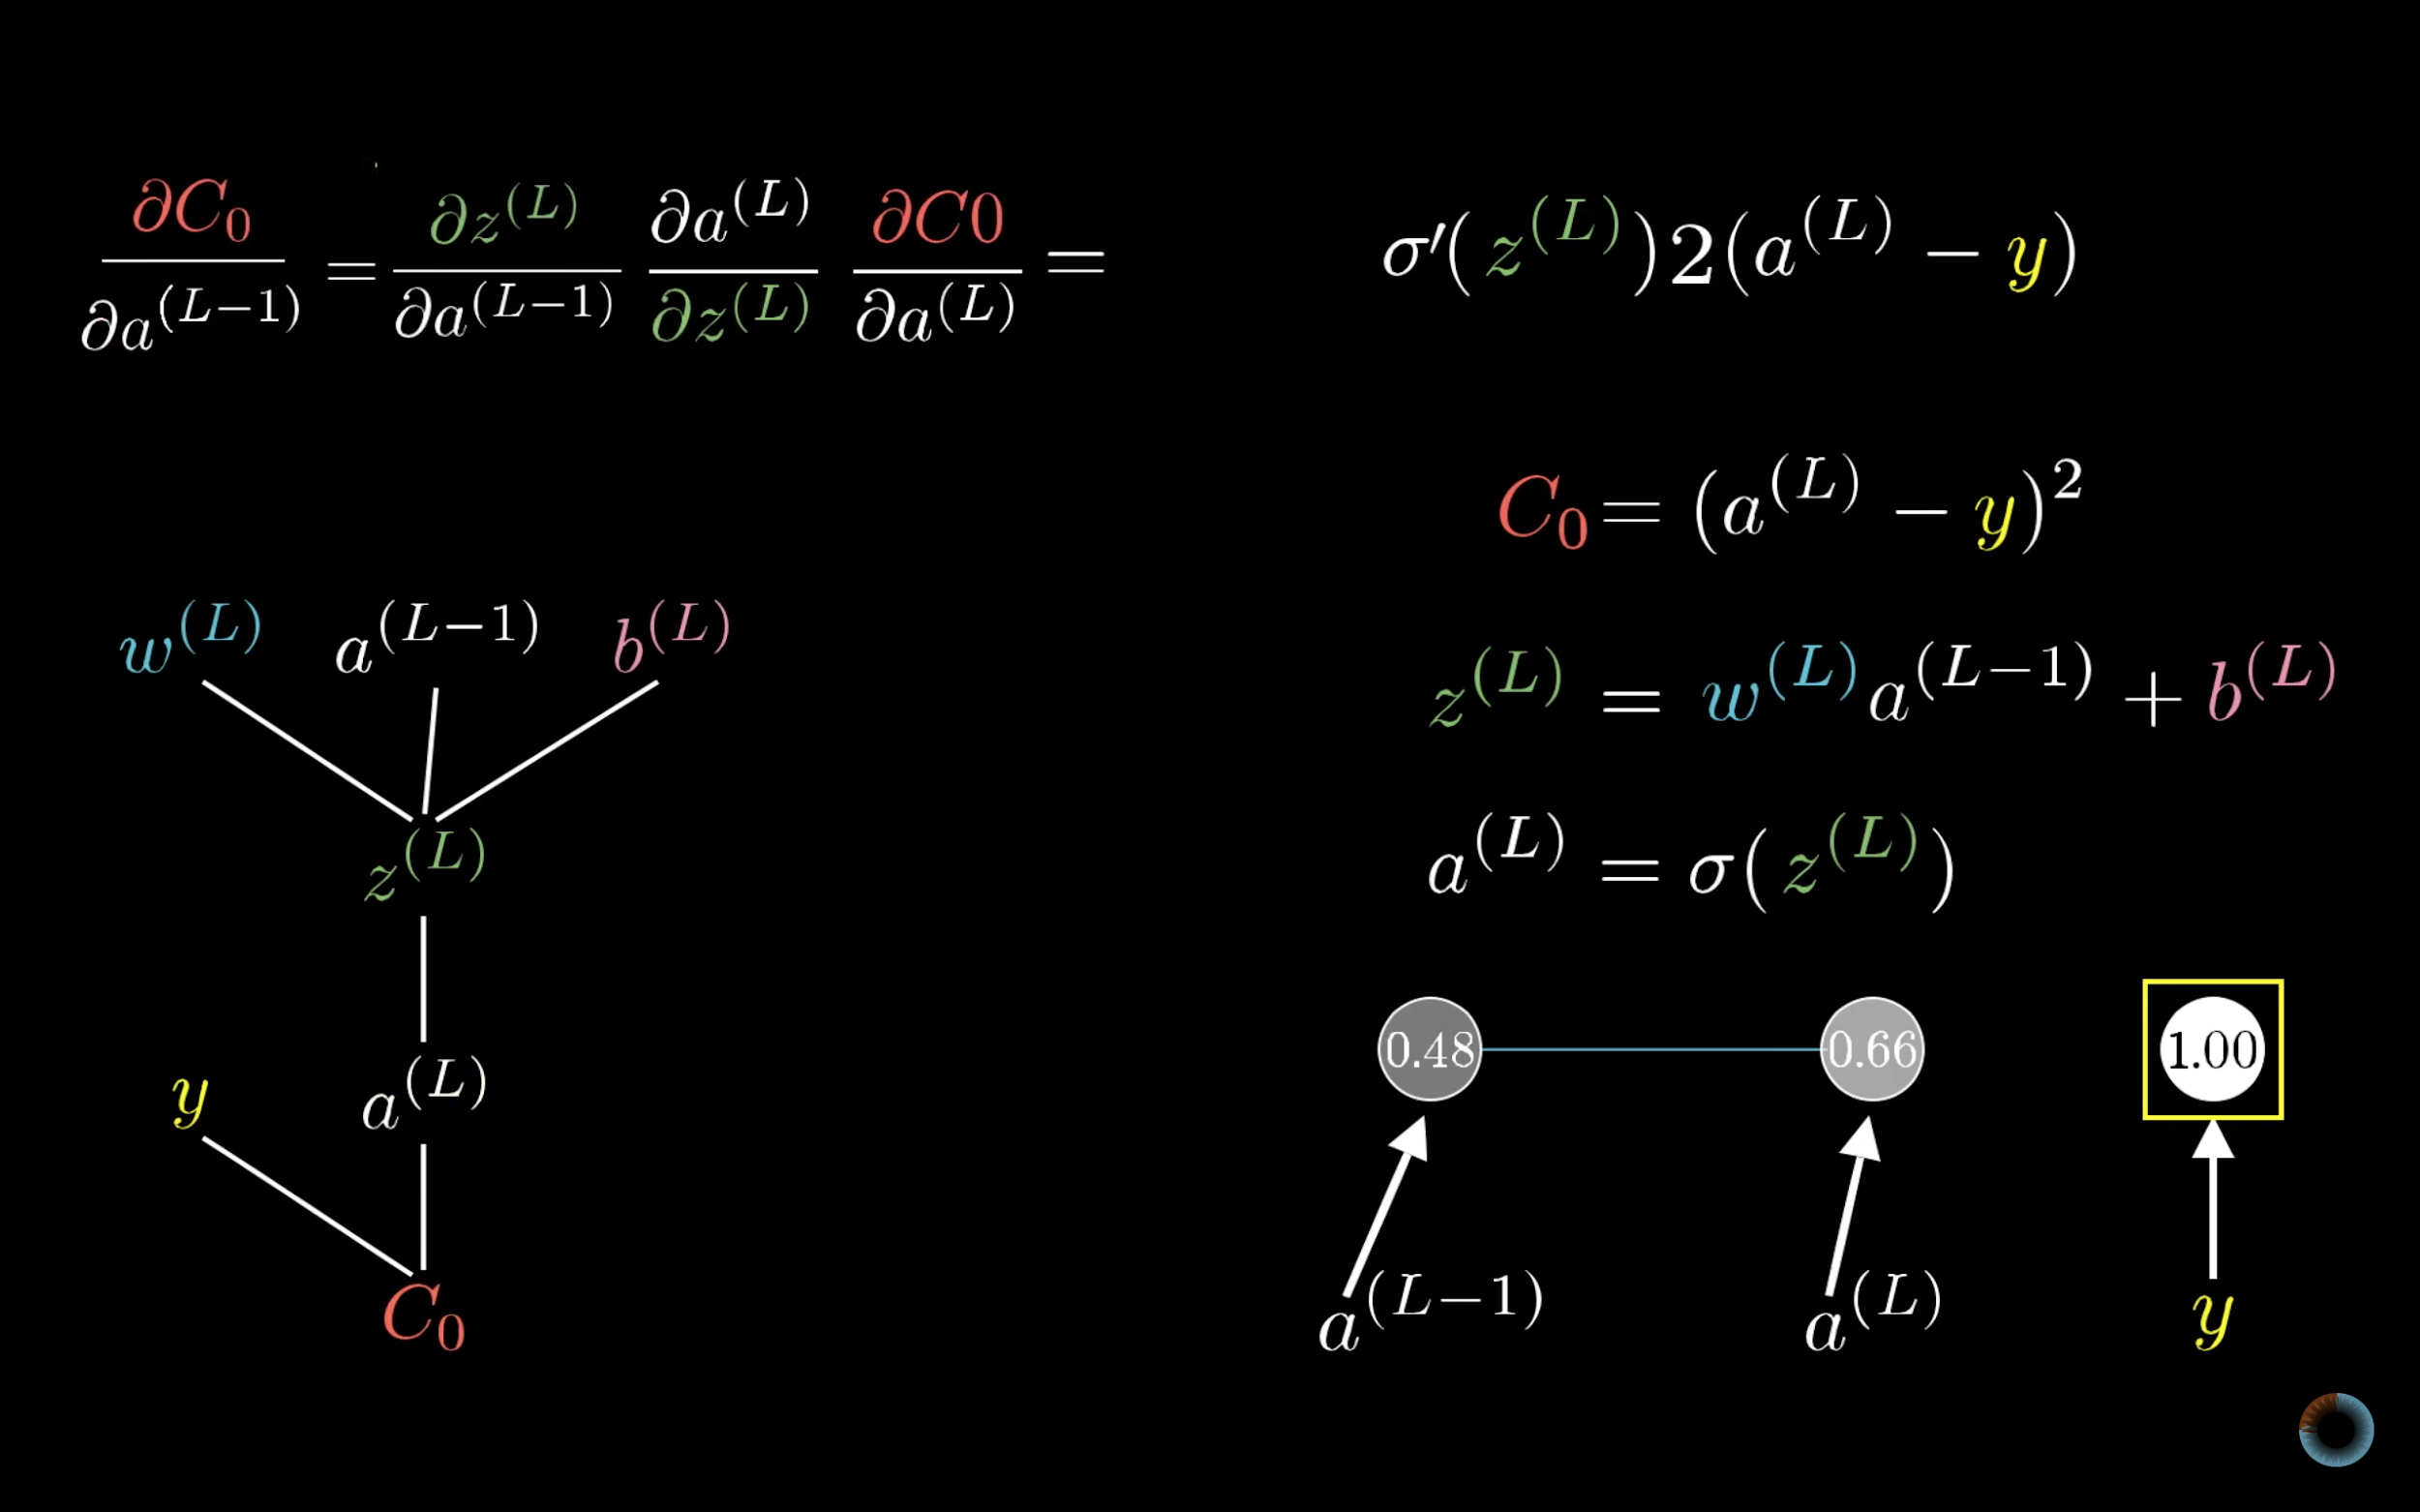 ∂C₀/∂a^(L−1) = ∂z^(L)/∂a^(L−1) ∂a^(L)/∂z^(L) ∂C0/∂a^(L) = σ′(z^(L))2(a^(L) − y)
C₀ = (a^(L) − y)²
w^(L) a^(L−1) b^(L)
z^(L) = w^(L)a^(L−1) + b^(L)
z^(L)
a^(L) = σ(z^(L))
0.48 0.66 1.00
y a^(L)
C₀
a^(L−1) a^(L) y